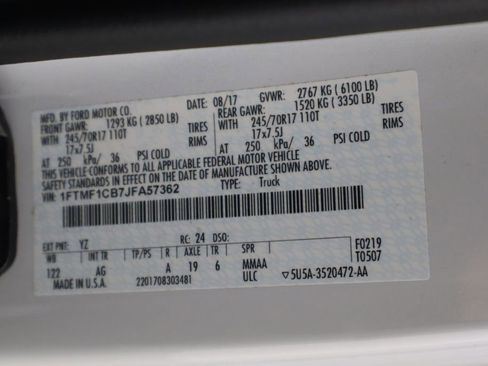 MFD. BY FORD MOTOR CO.
DATE: 08/17 GVWR: 2767 KG ( 6100 LB)
FRONT GAWR: 1293 KG ( 2850 LB) REAR GAWR: 1520 KG ( 3350 LB)
WITH 245/70R17 110T TIRES WITH 245/70R17 110T TIRES
17x7.5J RIMS 17x7.5J RIMS
AT 250 kPa/ 36 PSI COLD AT 250 kPa/ 36 PSI COLD
THIS VEHICLE CONFORMS TO ALL APPLICABLE FEDERAL MOTOR VEHICLE
SAFETY STANDARDS IN EFFECT ON THE DATE OF MANUFACTURE SHOWN ABOVE.
VIN: 1FTMF1CB7JFA57362
TYPE: Truck
EXT PNT: YZ RC: 24 DSO: F0219
WB INT TR TP/PS R AXLE TR SPR T0507
122 AG A 19 6 MMAA
MADE IN U.S.A. 2201708303481 ULC ▽5U5A-3520472-AA